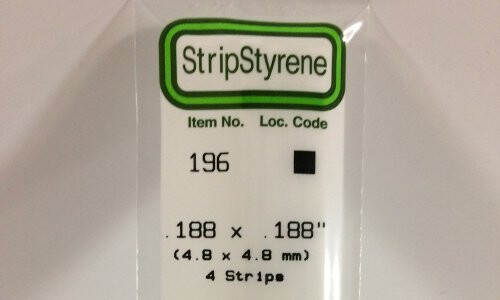 StripStyrene
Item No. Loc. Code
196 ■
.188 x .188"
(4.8 x 4.8 mm)
4 Strips